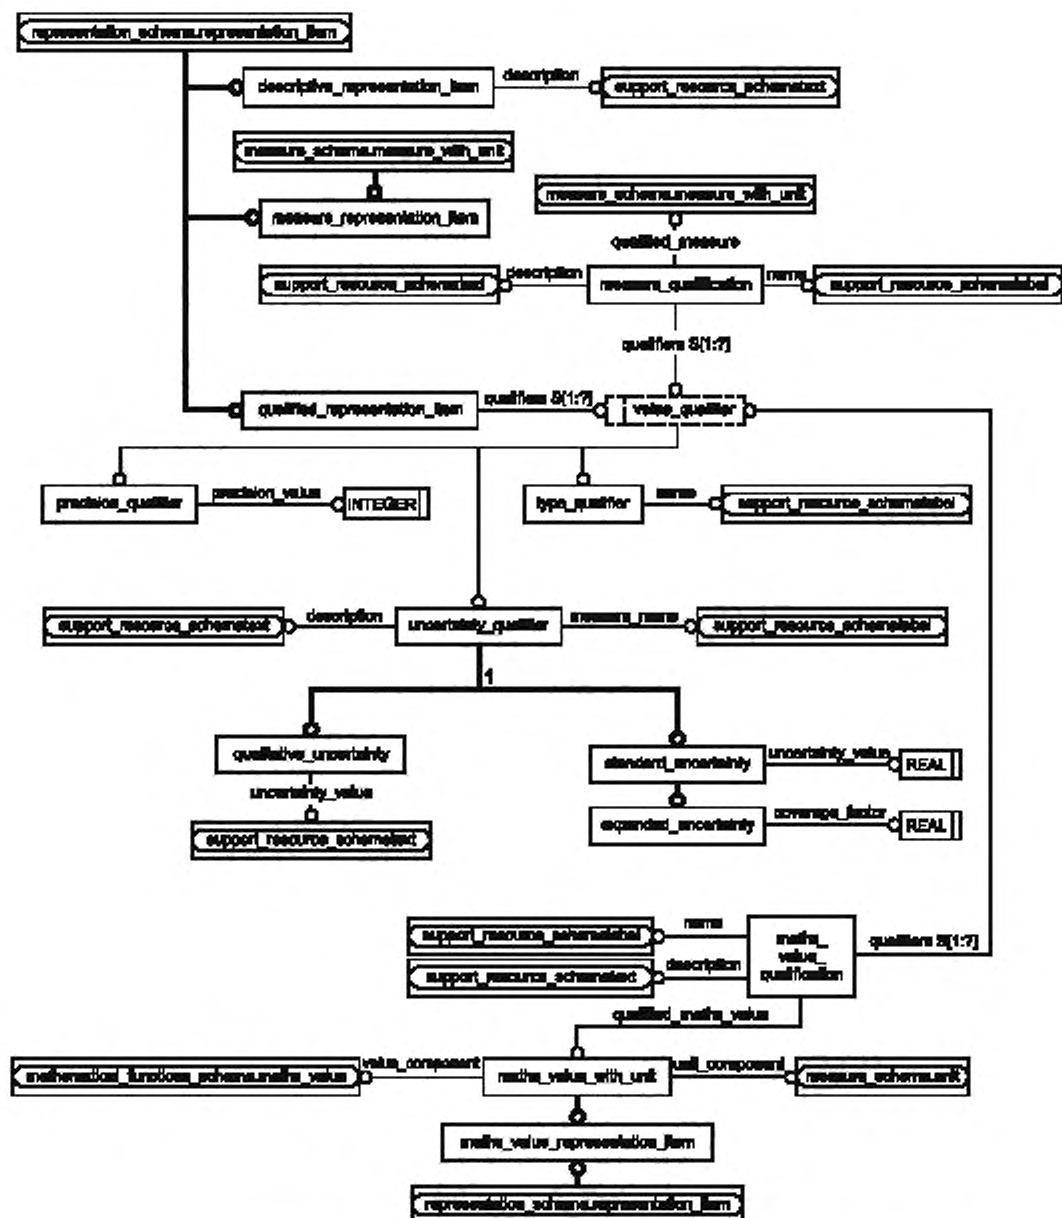 representation_schema.representation_item
descriptive_representation_item
description
support_resource_schema.text
measure_schema.measure_with_unit
measure_representation_item
measure_schema.measure_with_unit
qualified_measure
support_resource_schema.text
description
measure_qualification
name
support_resource_schema.label
qualifiers S[1:?]
qualified_representation_item
qualifiers S[1:?]
value_qualifier
precision_qualifier
precision_value
INTEGER
type_qualifier
name
support_resource_schema.label
support_resource_schema.text
description
uncertainty_qualifier
measure_name
support_resource_schema.label
1
qualitative_uncertainty
uncertainty_value
support_resource_schema.text
standard_uncertainty
uncertainty_value
REAL
expanded_uncertainty
coverage_factor
REAL
support_resource_schema.label
name
support_resource_schema.text
description
maths_
value_
qualification
qualifiers S[1:?]
qualified_maths_value
mathematical_functions_schema.maths_value
value_component
maths_value_with_unit
unit_component
measure_schema.unit
maths_value_representation_item
representation_schema.representation_item